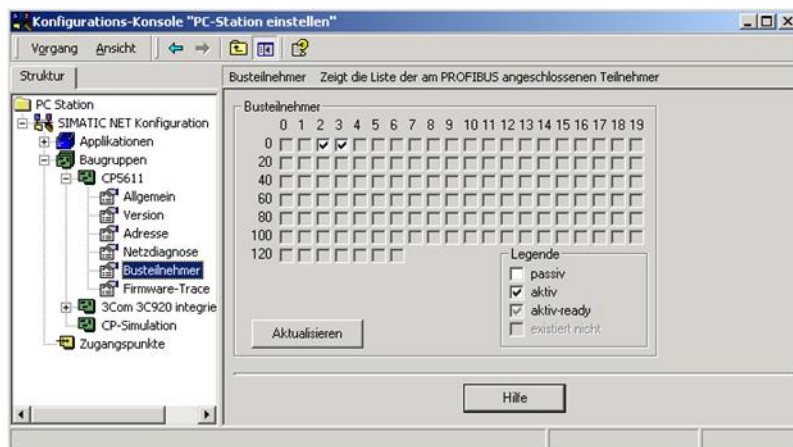 Konfigurations-Konsole "PC-Station einstellen"
Vorgang Ansicht
Struktur
Busteilnehmer Zeigt die Liste der am PROFIBUS angeschlossenen Teilnehmer
PC Station
SIMATIC NET Konfiguration
Applikationen
Baugruppen
CP5611
Allgemein
Version
Adresse
Netzdiagnose
Busteilnehmer
Firmware-Trace
3Com 3C920 integrie
CP-Simulation
Zugangspunkte
Busteilnehmer
0 1 2 3 4 5 6 7 8 9 10 11 12 13 14 15 16 17 18 19
0
20
40
60
80
100
120
Legende
passiv
aktiv
aktiv-ready
existiert nicht
Aktualisieren
Hilfe